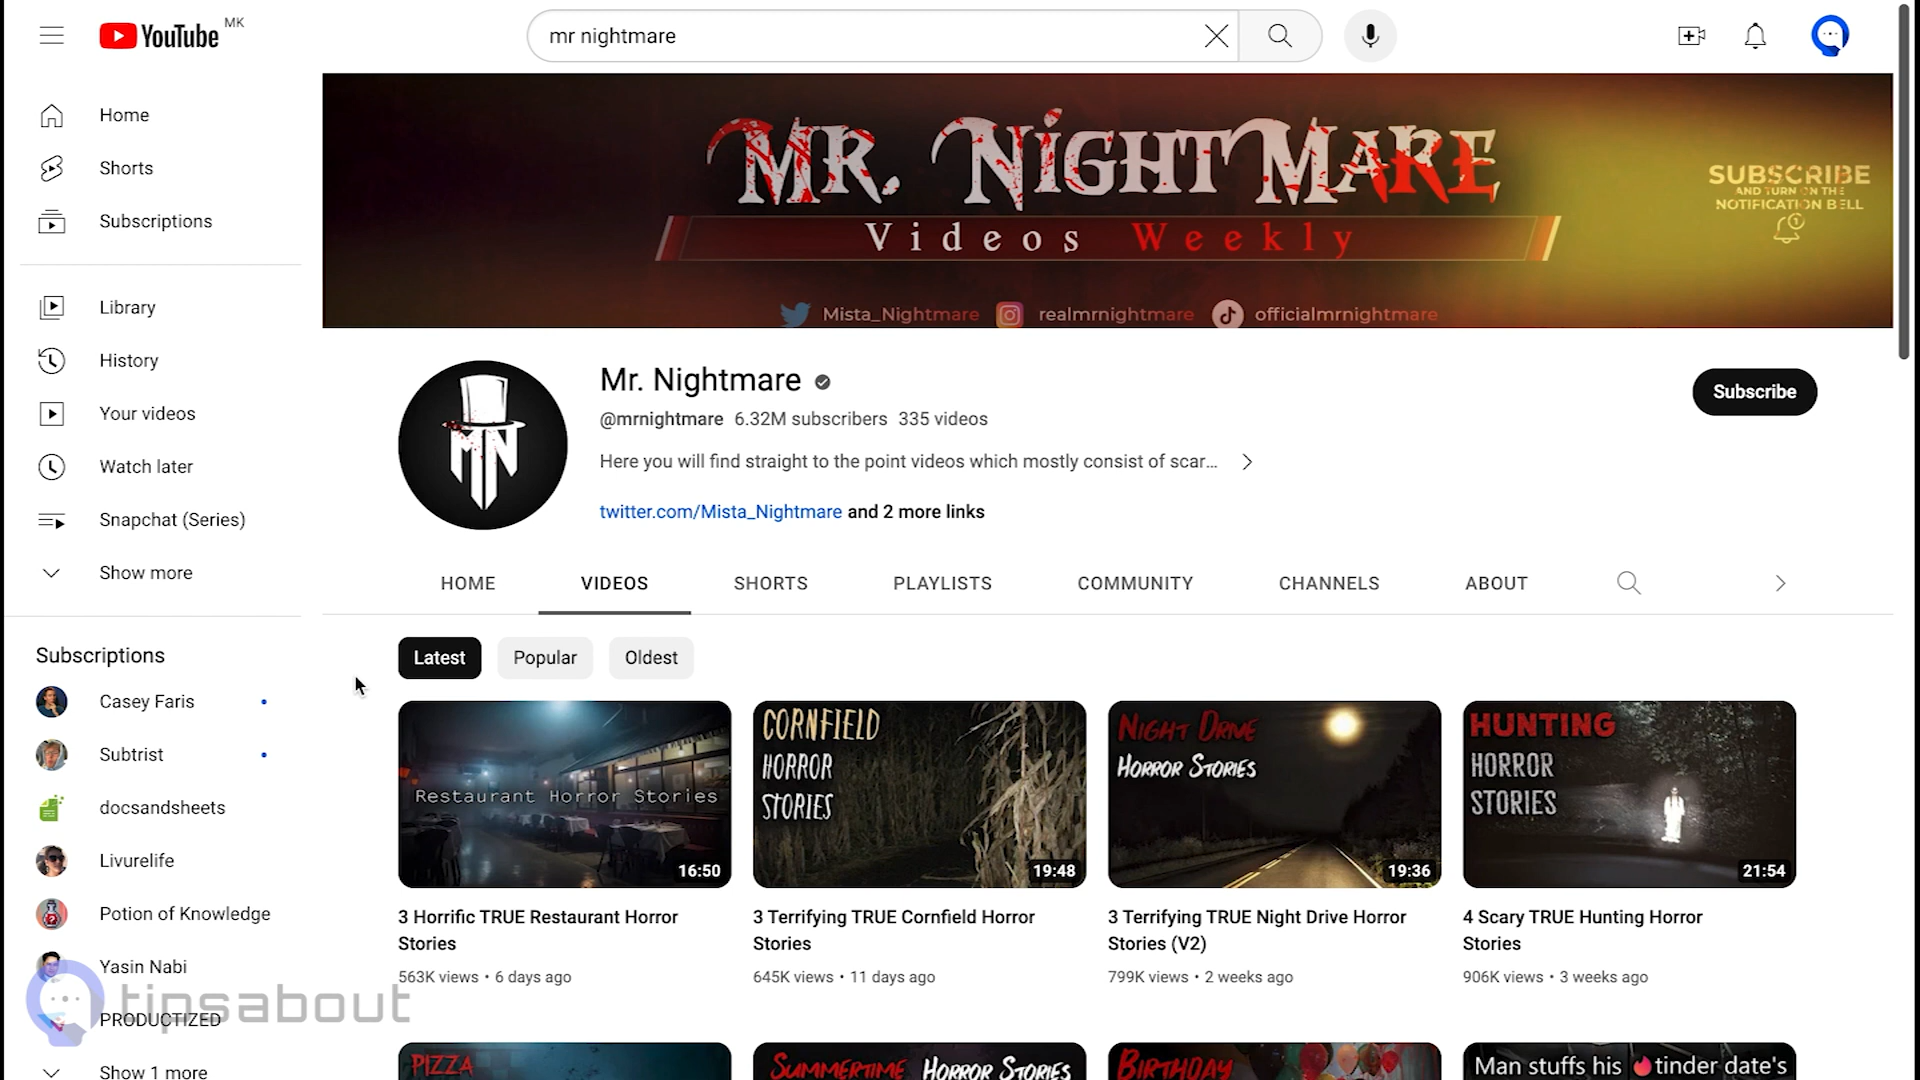 YouTube MK
mr nightmare
Home
Shorts
Subscriptions
Library
History
Your videos
Watch later
Snapchat (Series)
Show more
Subscriptions
Casey Faris
Subtrist
docsandsheets
Livurelife
Potion of Knowledge
Yasin Nabi
PRODUCTIZED
Show 1 more
tipsabout
MR. NIGHTMARE
Videos Weekly
SUBSCRIBE
AND TURN ON THE
NOTIFICATION BELL
1
Mista_Nightmare realmrnightmare officialmrnightmare
MN
Mr. Nightmare
@mrnightmare 6.32M subscribers 335 videos
Here you will find straight to the point videos which mostly consist of scar...
twitter.com/Mista_Nightmare and 2 more links
Subscribe
HOME VIDEOS SHORTS PLAYLISTS COMMUNITY CHANNELS ABOUT
Latest Popular Oldest
Restaurant Horror Stories
16:50
3 Horrific TRUE Restaurant Horror
Stories
563K views • 6 days ago
CORNFIELD
HORROR
STORIES
19:48
3 Terrifying TRUE Cornfield Horror
Stories
645K views • 11 days ago
NIGHT DRIVE
HORROR STORIES
19:36
3 Terrifying TRUE Night Drive Horror
Stories (V2)
799K views • 2 weeks ago
HUNTING
HORROR
STORIES
21:54
4 Scary TRUE Hunting Horror
Stories
906K views • 3 weeks ago
PIZZA
SUMMERTIME HORROR STORIES
BIRTHDAY
Man stuffs his tinder date's